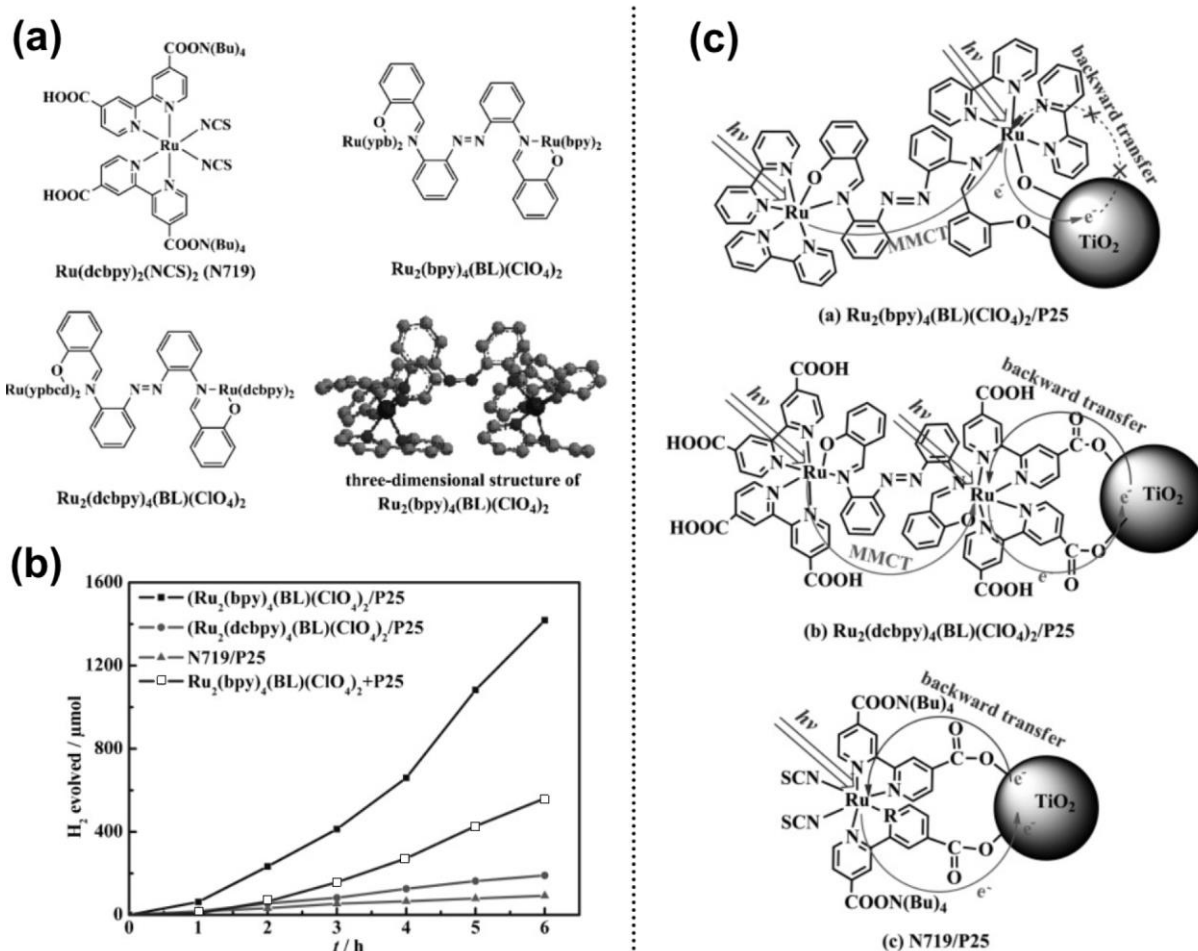 (a)
COON(Bu)₄
HOOC
N
N
NCS
Ru
NCS
N
N
HOOC
COON(Bu)₄
Ru(dcbpy)₂(NCS)₂ (N719)
O
Ru(ypb)₂
N
N=N
N
Ru(bpy)₂
O
Ru₂(bpy)₄(BL)(ClO₄)₂
O
Ru(ypbcd)₂
N
N=N
N
Ru(dcbpy)₂
O
Ru₂(dcbpy)₄(BL)(ClO₄)₂
three-dimensional structure of
Ru₂(bpy)₄(BL)(ClO₄)₂
(b)
H₂ evolved / μmol
1600
1200
800
400
0
(Ru₂(bpy)₄(BL)(ClO₄)₂/P25
(Ru₂(dcbpy)₄(BL)(ClO₄)₂/P25
N719/P25
Ru₂(bpy)₄(BL)(ClO₄)₂+P25
0 1 2 3 4 5 6
t / h
(c)
hν
hν
N
N
N
N
Ru
N
O
N
N=N
N
N
N
N
N
Ru
O
O
MMCT
e⁻
e⁻
TiO₂
backward transfer
(a) Ru₂(bpy)₄(BL)(ClO₄)₂/P25
COOH
hν
HOOC
N
N
N
N
Ru
O
N
HOOC
COOH
N=N
MMCT
hν
COOH
N
N
N
N
N
Ru
O
COOH
O
C
O
C
O
O
e⁻
e⁻
TiO₂
backward transfer
(b) Ru₂(dcbpy)₄(BL)(ClO₄)₂/P25
COON(Bu)₄
hν
SCN
SCN
Ru
N
N
R
N
O
C
O
C
O
O
e⁻
e⁻
e⁻
TiO₂
backward transfer
COON(Bu)₄
(c) N719/P25